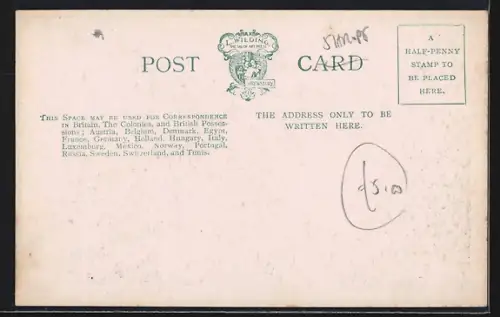 L. WILDING
SHREWSBURY
POST CARD
A
HALF-PENNY
STAMP TO
BE PLACED
HERE.
THIS SPACE MAY BE USED FOR CORRESPONDENCE
IN Britain, The Colonies, and British Posses-
sions; Austria, Belgium, Denmark, Egypt,
France, Germany, Holland, Hungary, Italy,
Luxemburg, Mexico, Norway, Portugal,
Russia, Sweden, Switzerland, and Tunis.
THE ADDRESS ONLY TO BE
WRITTEN HERE.
£5.00